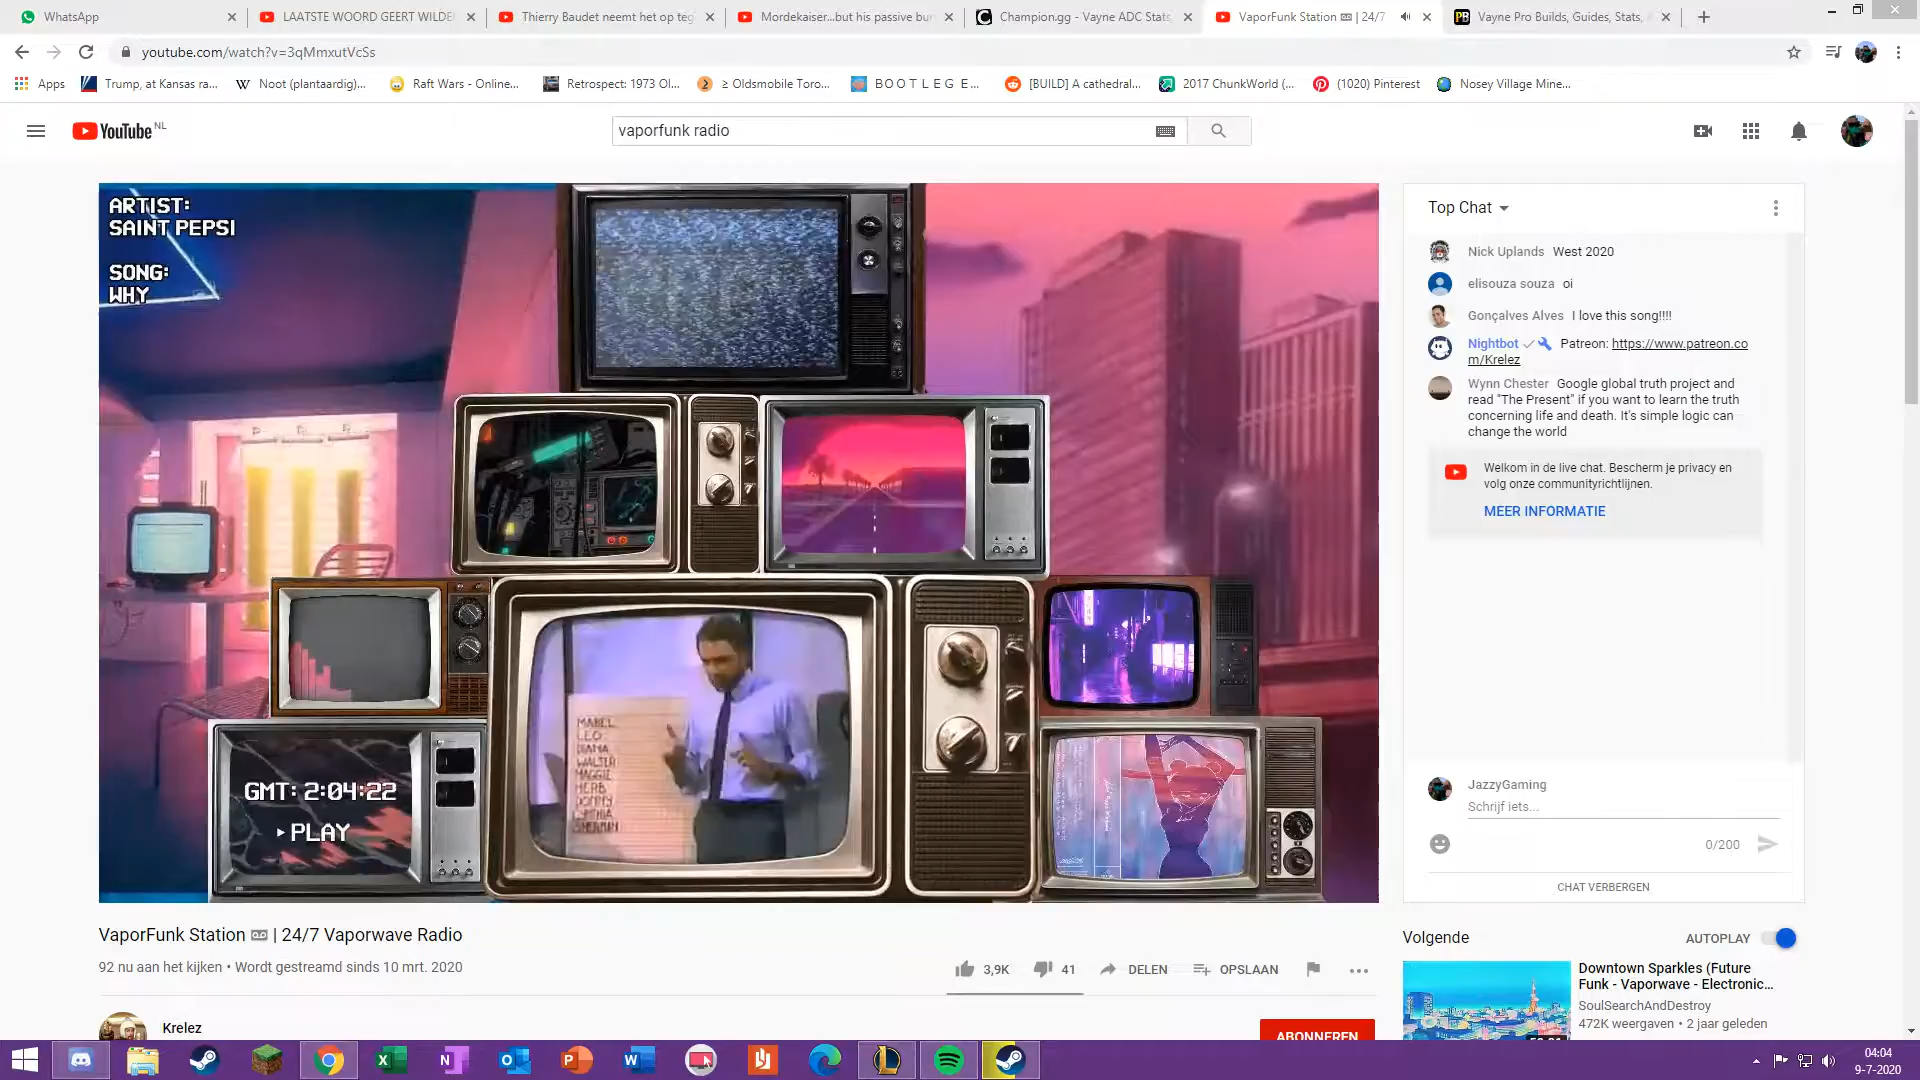 WhatsApp
LAATSTE WOORD GEERT WILDE
Thierry Baudet neemt het op teg
Mordekaiser...but his passive bu
Champion.gg - Vayne ADC Stats,
VaporFunk Station | 24/7
Vayne Pro Builds, Guides, Stats,
youtube.com/watch?v=3qMmxutVcSs
Apps
Trump, at Kansas ra...
Noot (plantaardig)...
Raft Wars - Online...
Retrospect: 1973 Ol...
≥ Oldsmobile Toro...
B O O T L E G E...
[BUILD] A cathedral...
2017 ChunkWorld (...
(1020) Pinterest
Nosey Village Mine...
YouTube NL
vaporfunk radio
ARTIST:
SAINT PEPSI
SONG:
WHY
MABEL
LEO
DIANA
WALTER
MAGGIE
HERB
DONNY
SHERMAN
GMT: 2:04:22
PLAY
Top Chat
Nick Uplands West 2020
elisouza souza oi
Gonçalves Alves I love this song!!!!
Nightbot Patreon: https://www.patreon.co
m/Krelez
Wynn Chester Google global truth project and
read "The Present" if you want to learn the truth
concerning life and death. It's simple logic can
change the world
Welkom in de live chat. Bescherm je privacy en
volg onze communityrichtlijnen.
MEER INFORMATIE
JazzyGaming
Schrijf iets...
0/200
CHAT VERBERGEN
VaporFunk Station | 24/7 Vaporwave Radio
92 nu aan het kijken • Wordt gestreamd sinds 10 mrt. 2020
3,9K
41
DELEN
OPSLAAN
Krelez
ABONNEREN
Volgende
AUTOPLAY
Downtown Sparkles (Future
Funk - Vaporwave - Electronic...
SoulSearchAndDestroy
472K weergaven • 2 jaar geleden
04:04
9-7-2020